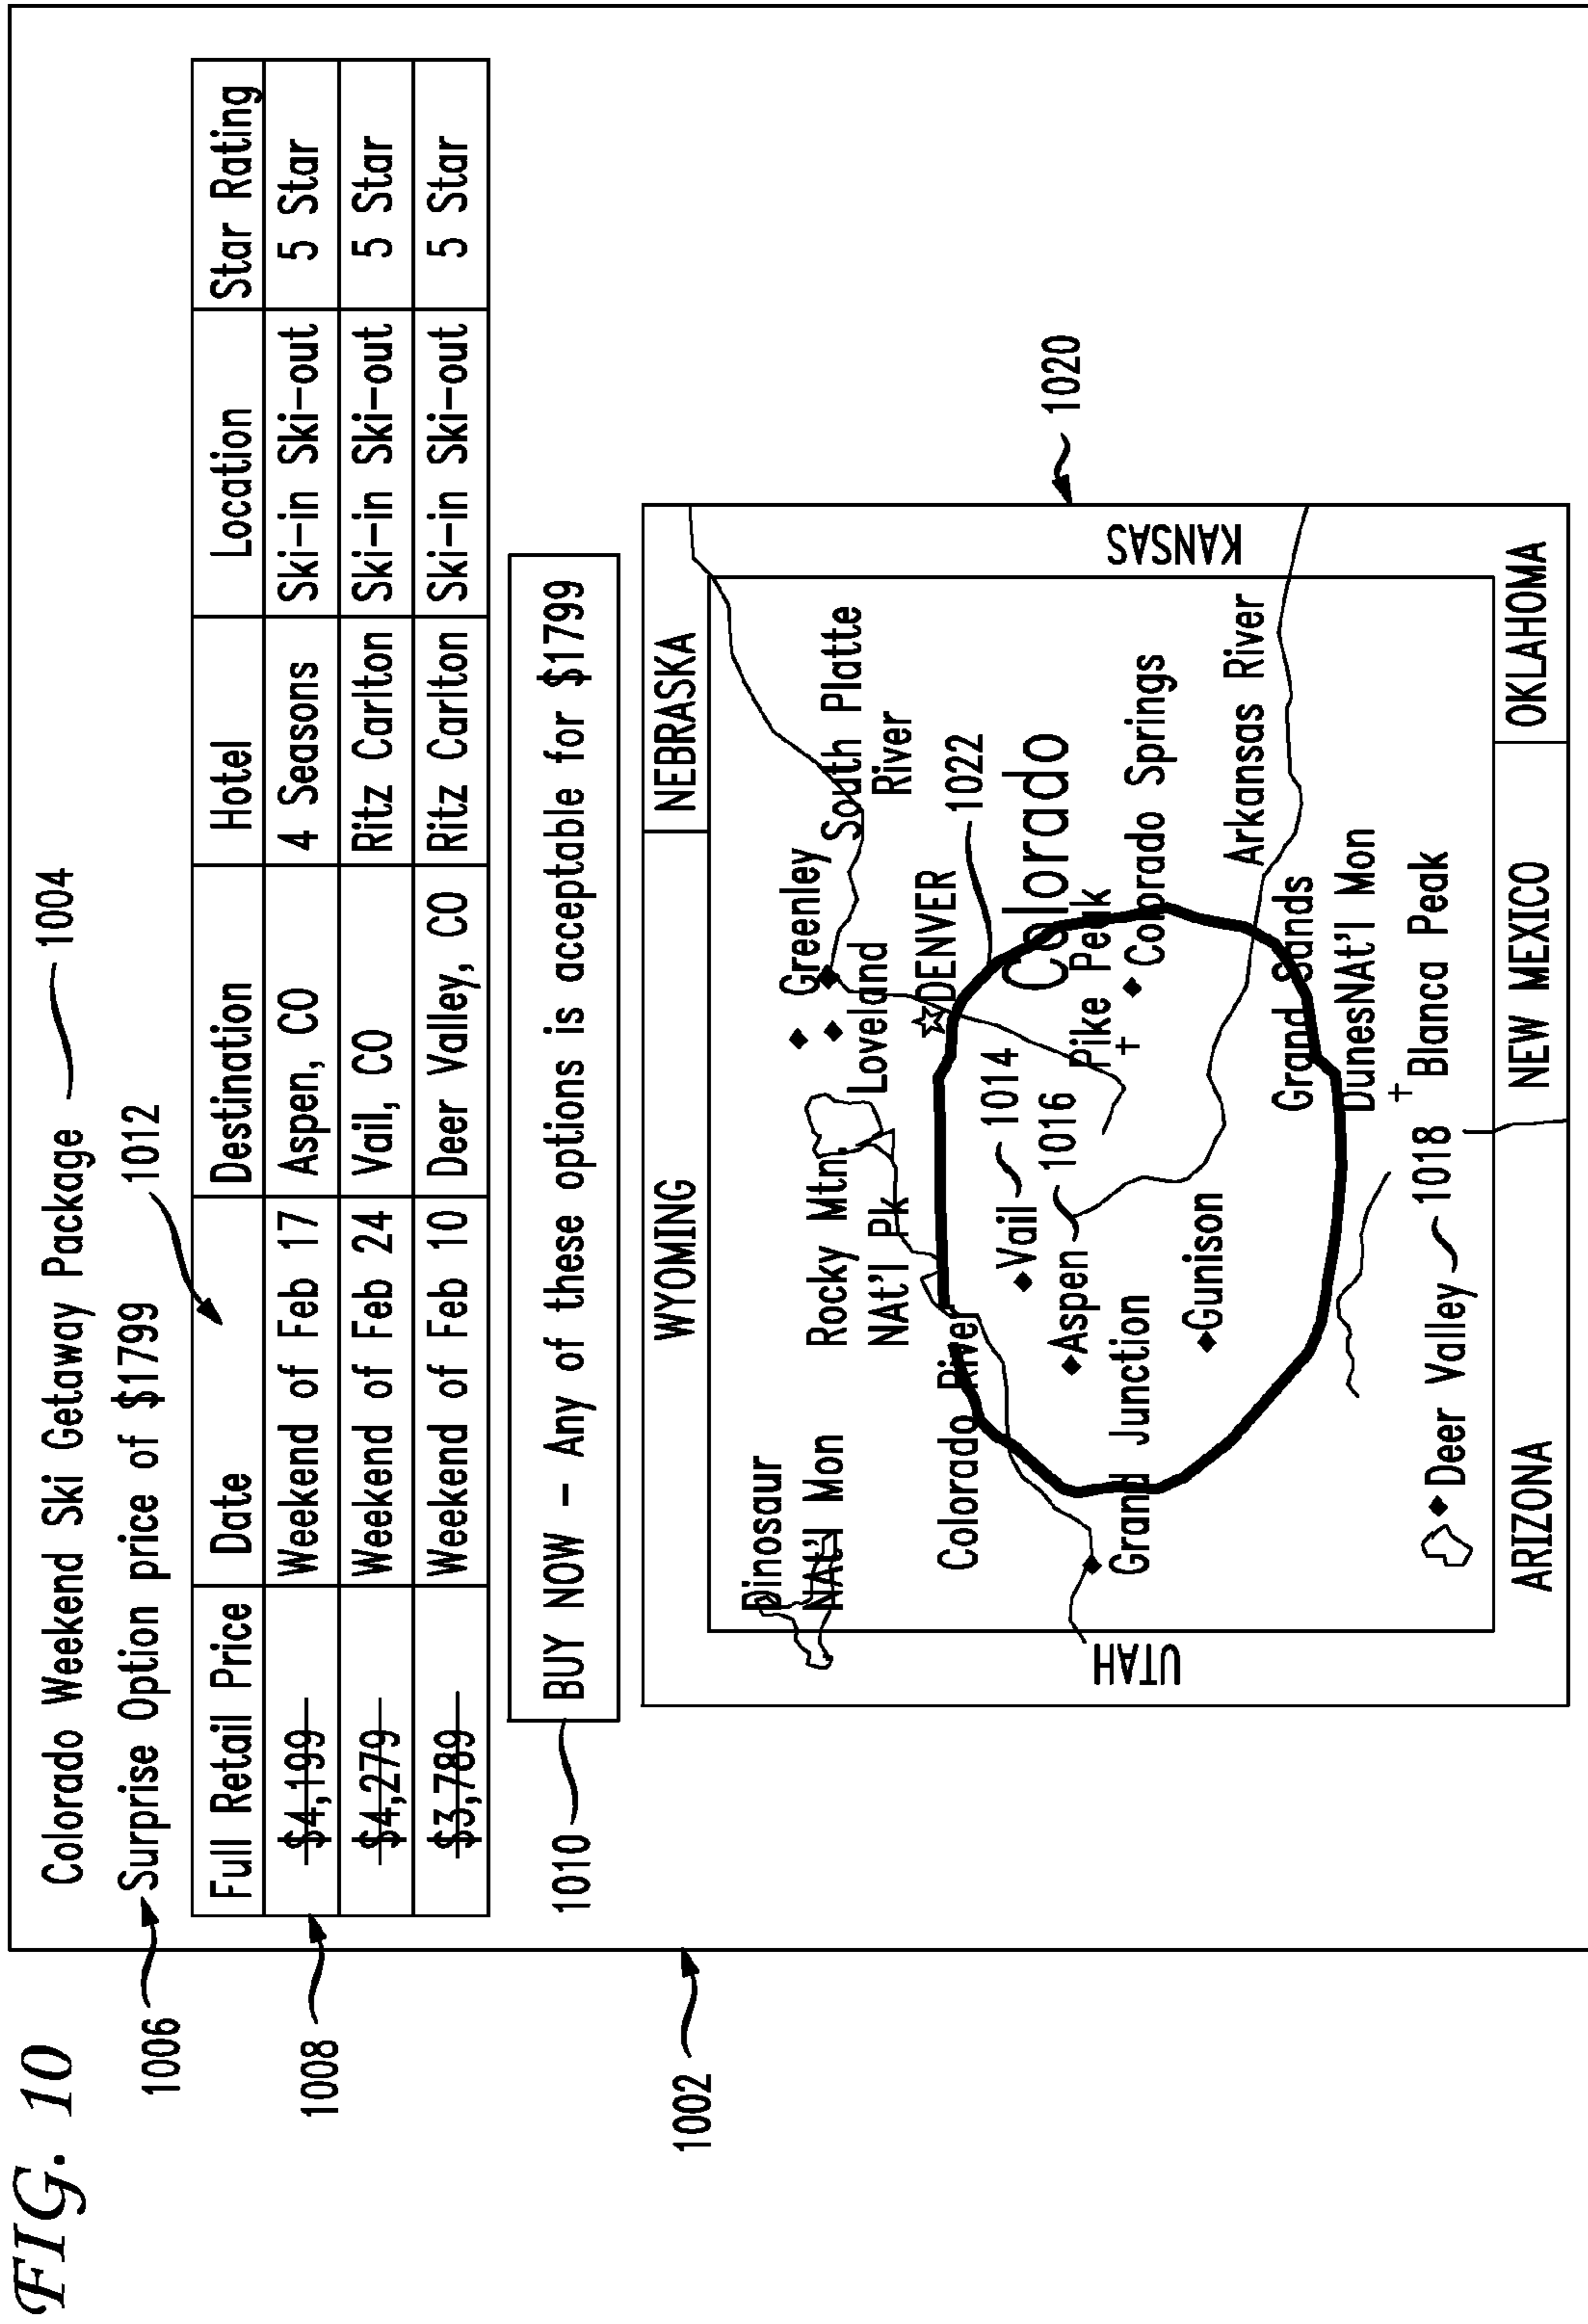 FIG. 10
Colorado Weekend Ski Getaway Package 1004
1006 Surprise Option price of $1799 1012
1008
Full Retail Price Date Destination Hotel Location Star Rating
$4,199 Weekend of Feb 17 Aspen, CO 4 Seasons Ski-in Ski-out 5 Star
$4,279 Weekend of Feb 24 Vail, CO Ritz Carlton Ski-in Ski-out 5 Star
$3,789 Weekend of Feb 10 Deer Valley, CO Ritz Carlton Ski-in Ski-out 5 Star
1010 BUY NOW - Any of these options is acceptable for $1799
1002
1020
WYOMING NEBRASKA
Dinosaur
NAt'l Mon
Rocky Mtn.
NAt'l Pk
Greenley
Loveland
South Platte
River
DENVER
1022
Colorado River
Vail 1014
Colorado
Aspen 1016
Pike Peak
Grand Junction
Colorado Springs
UTAH
KANSAS
Gunison
Arkansas River
Grand Sands
DunesNAt'l Mon
Blanca Peak
Deer Valley 1018
ARIZONA NEW MEXICO OKLAHOMA